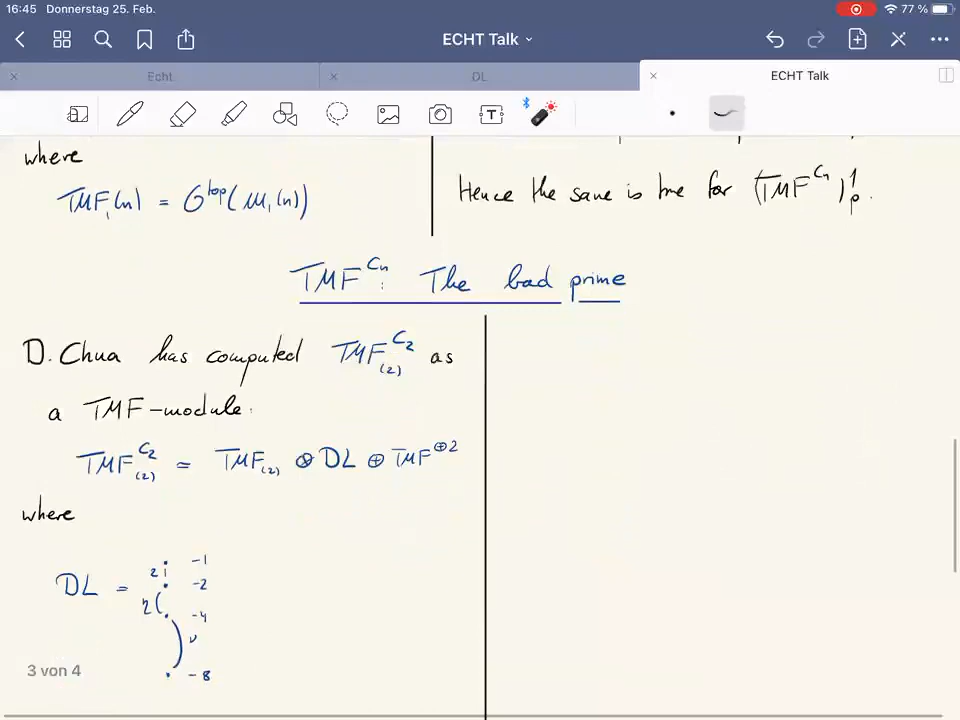 16:45 Donnerstag 25. Feb.
77 %
ECHT Talk
Echt
DL
ECHT Talk
where
TMF₁(n) = O^top(M₁(n))
Hence the same is true for (TMF^Cn)^∧_p.
TMF^Cn: The bad prime
D. Chua has computed TMF^C₂_(2) as
a TMF-module:
TMF^C₂_(2) ≃ TMF_(2) ⊗ DL ⊕ TMF^⊕2
where
DL =
2 -1
-2
η -4
ν
-8
3 von 4